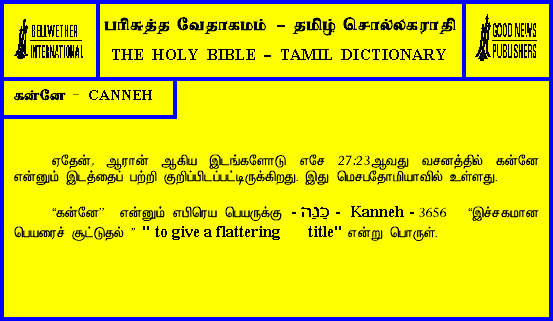 BELLWETHER
INTERNATIONAL
பரிசுத்த வேதாகமம் – தமிழ் சொல்லகராதி
THE HOLY BIBLE – TAMIL DICTIONARY
GOOD NEWS
PUBLISHERS
கன்னே – CANNEH
ஏதேன், ஆரான் ஆகிய இடங்களோடு எசே 27:23ஆவது வசனத்தில் கன்னே
என்னும் இடத்தைப் பற்றி குறிப்பிடப்பட்டிருக்கிறது. இது மெசபதோமியாவில் உள்ளது.
“கன்னே” என்னும் எபிரெய பெயருக்கு - כַּנֵּה - Kanneh - 3656 “இச்சகமான
பெயரைச் சூட்டுதல் ” " to give a flattering title" என்று பொருள்.